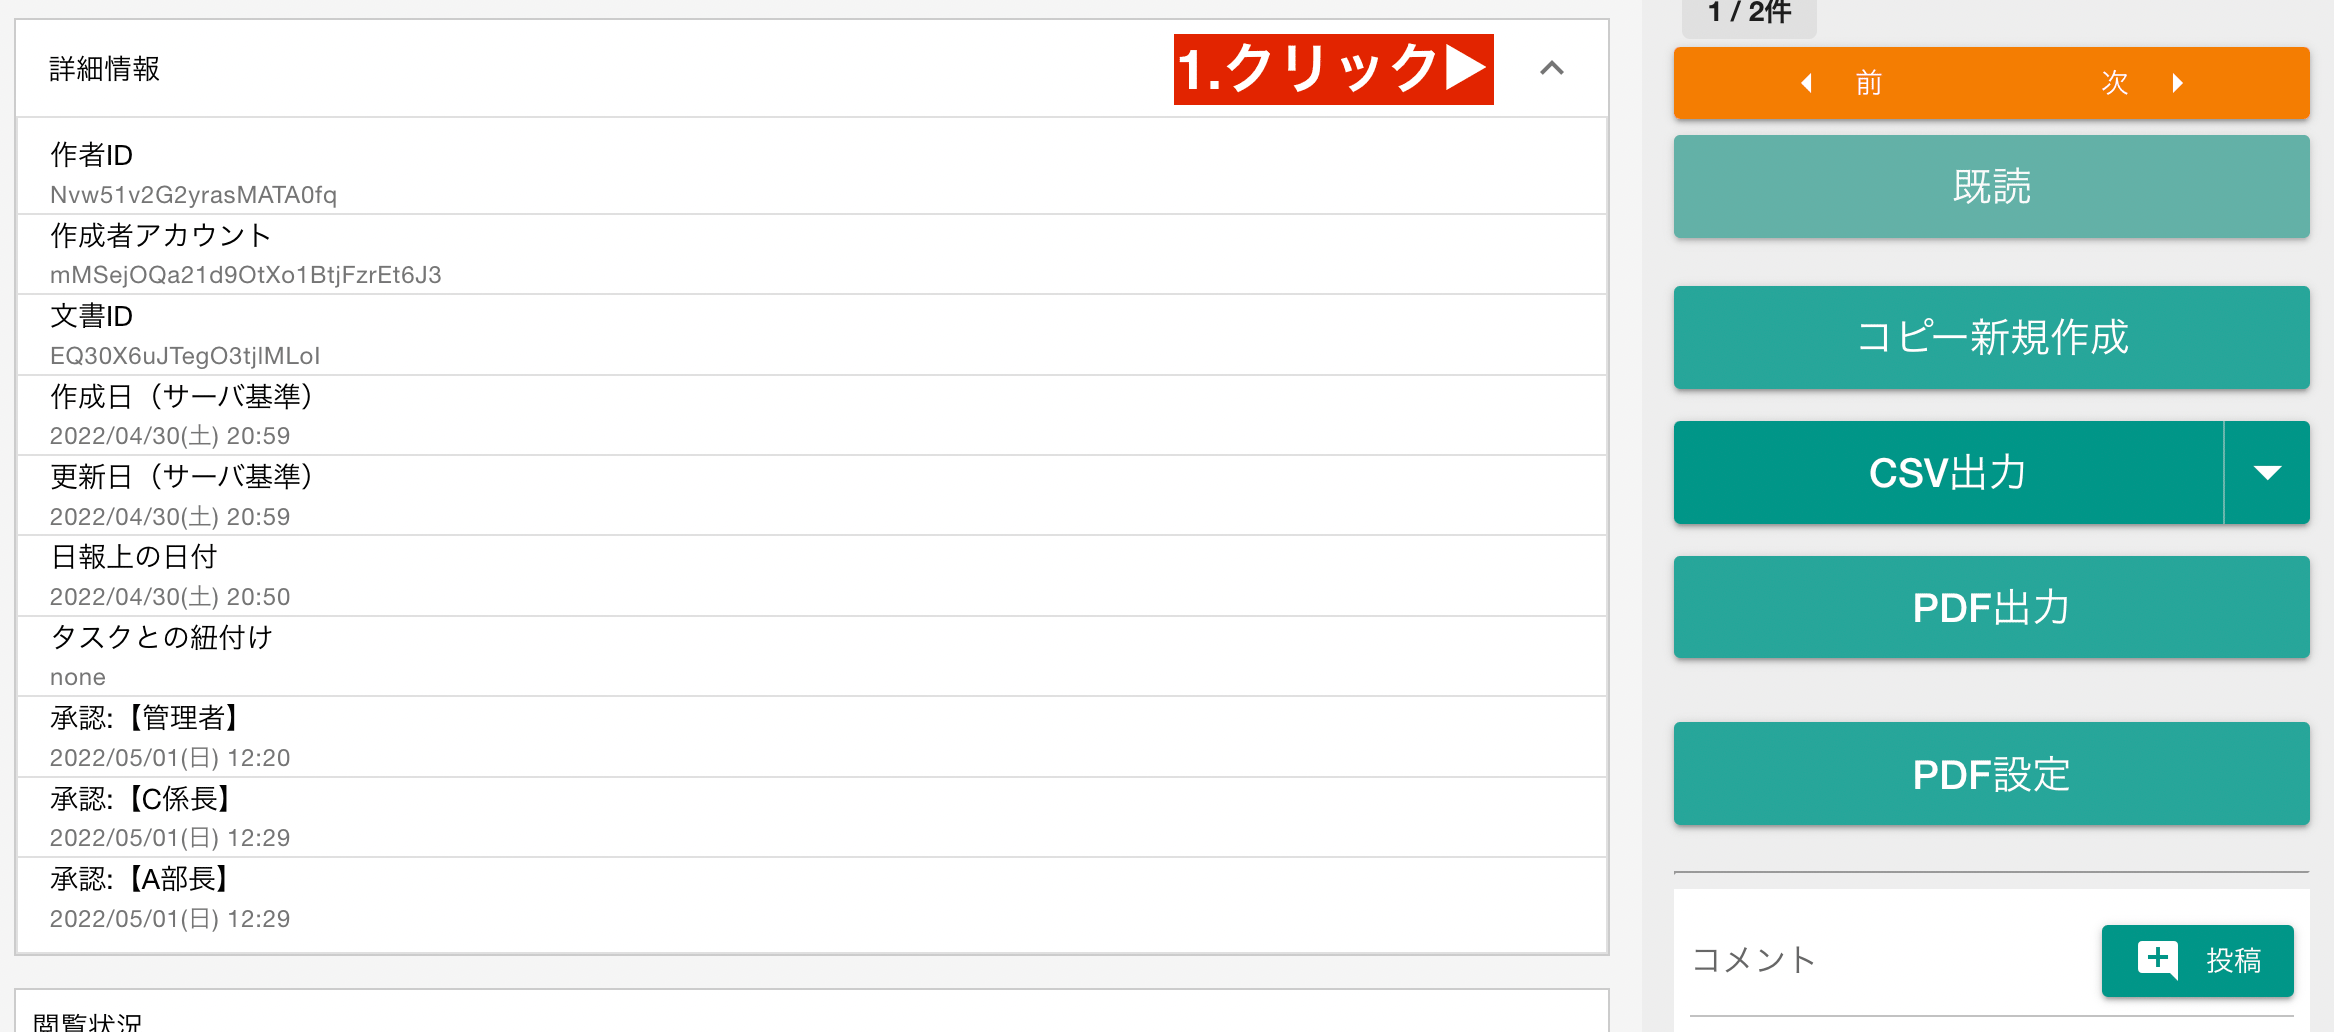 詳細情報
1.クリック▶
作者ID
Nvw51v2G2yrasMATA0fq
作成者アカウント
mMSejOQa21d9OtXo1BtjFzrEt6J3
文書ID
EQ30X6uJTegO3tjlMLoI
作成日（サーバ基準）
2022/04/30(土) 20:59
更新日（サーバ基準）
2022/04/30(土) 20:59
日報上の日付
2022/04/30(土) 20:50
タスクとの紐付け
none
承認:【管理者】
2022/05/01(日) 12:20
承認:【C係長】
2022/05/01(日) 12:29
承認:【A部長】
2022/05/01(日) 12:29
閲覧状況
1 / 2件
前 次
既読
コピー新規作成
CSV出力
PDF出力
PDF設定
コメント
投稿